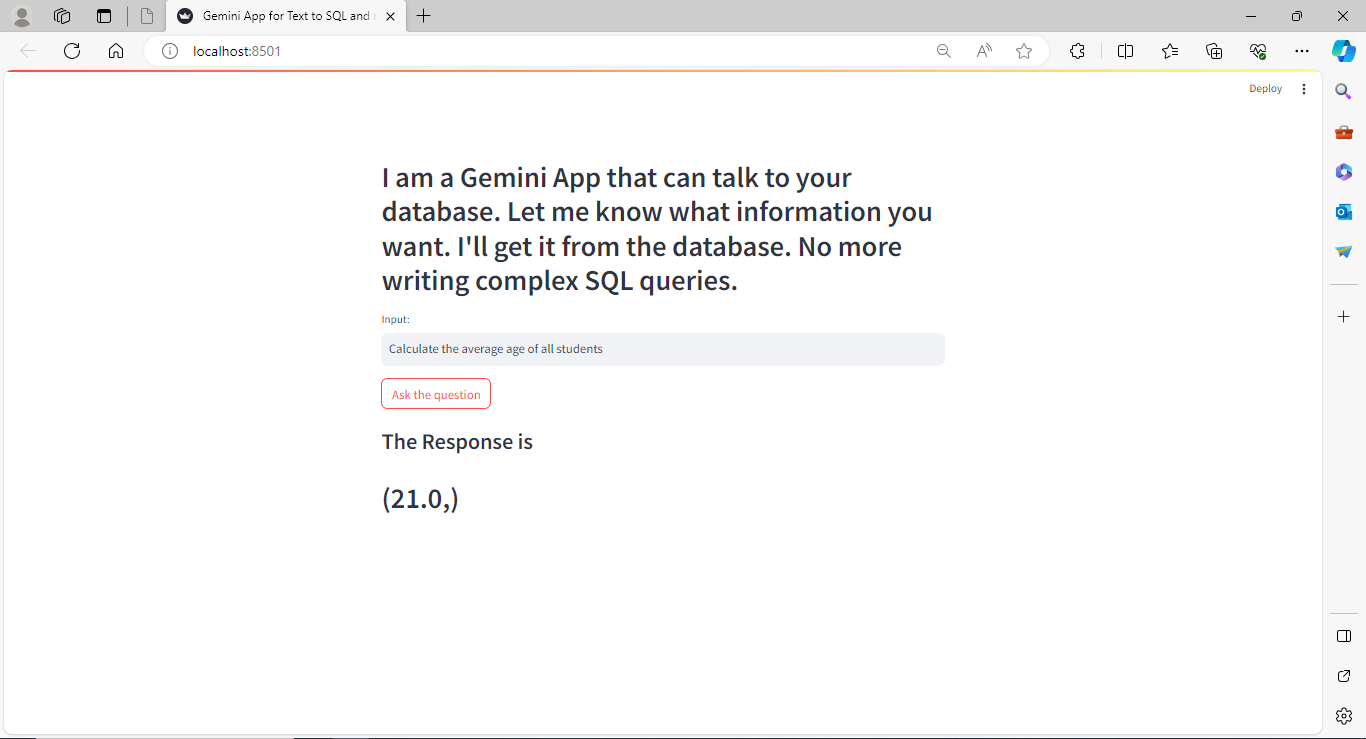 Gemini App for Text to SQL and
localhost:8501
Deploy
I am a Gemini App that can talk to your
database. Let me know what information you
want. I'll get it from the database. No more
writing complex SQL queries.
Input:
Calculate the average age of all students
Ask the question
The Response is
(21.0,)